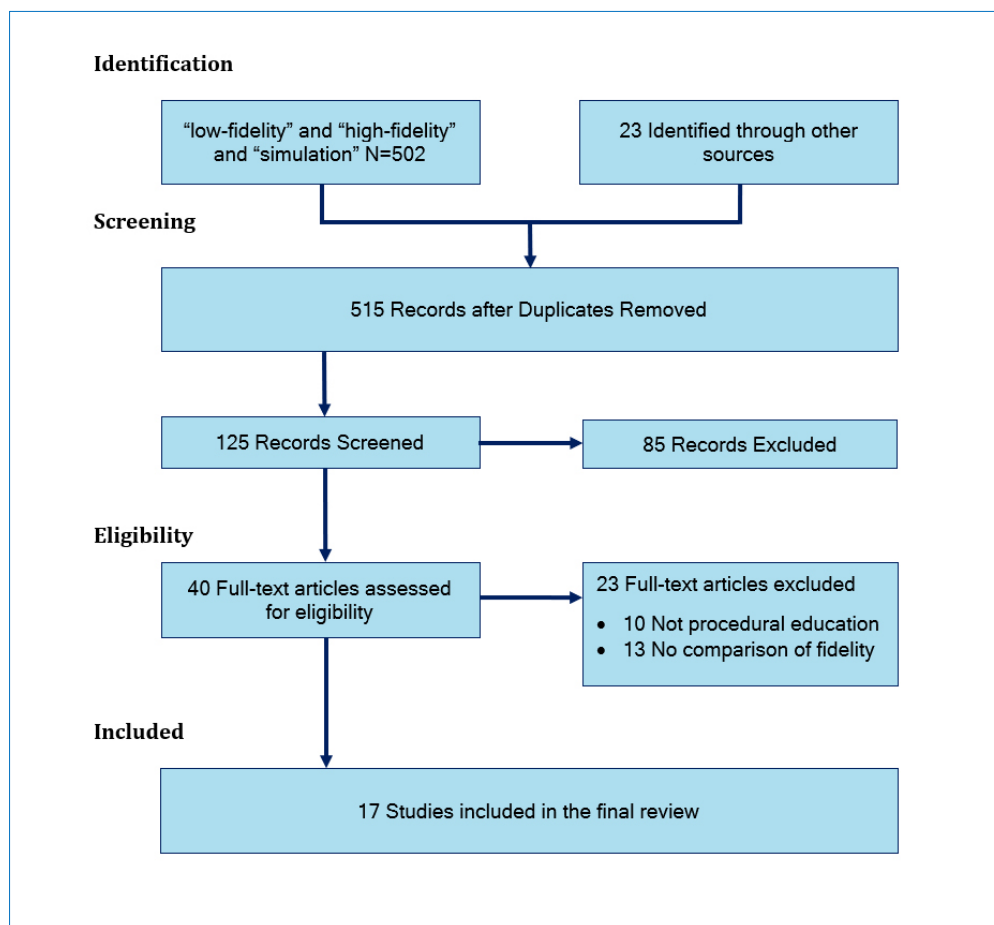 Identification
“low-fidelity” and “high-fidelity”
and “simulation” N=502
23 Identified through other
sources
Screening
515 Records after Duplicates Removed
125 Records Screened
85 Records Excluded
Eligibility
40 Full-text articles assessed
for eligibility
23 Full-text articles excluded
• 10 Not procedural education
• 13 No comparison of fidelity
Included
17 Studies included in the final review